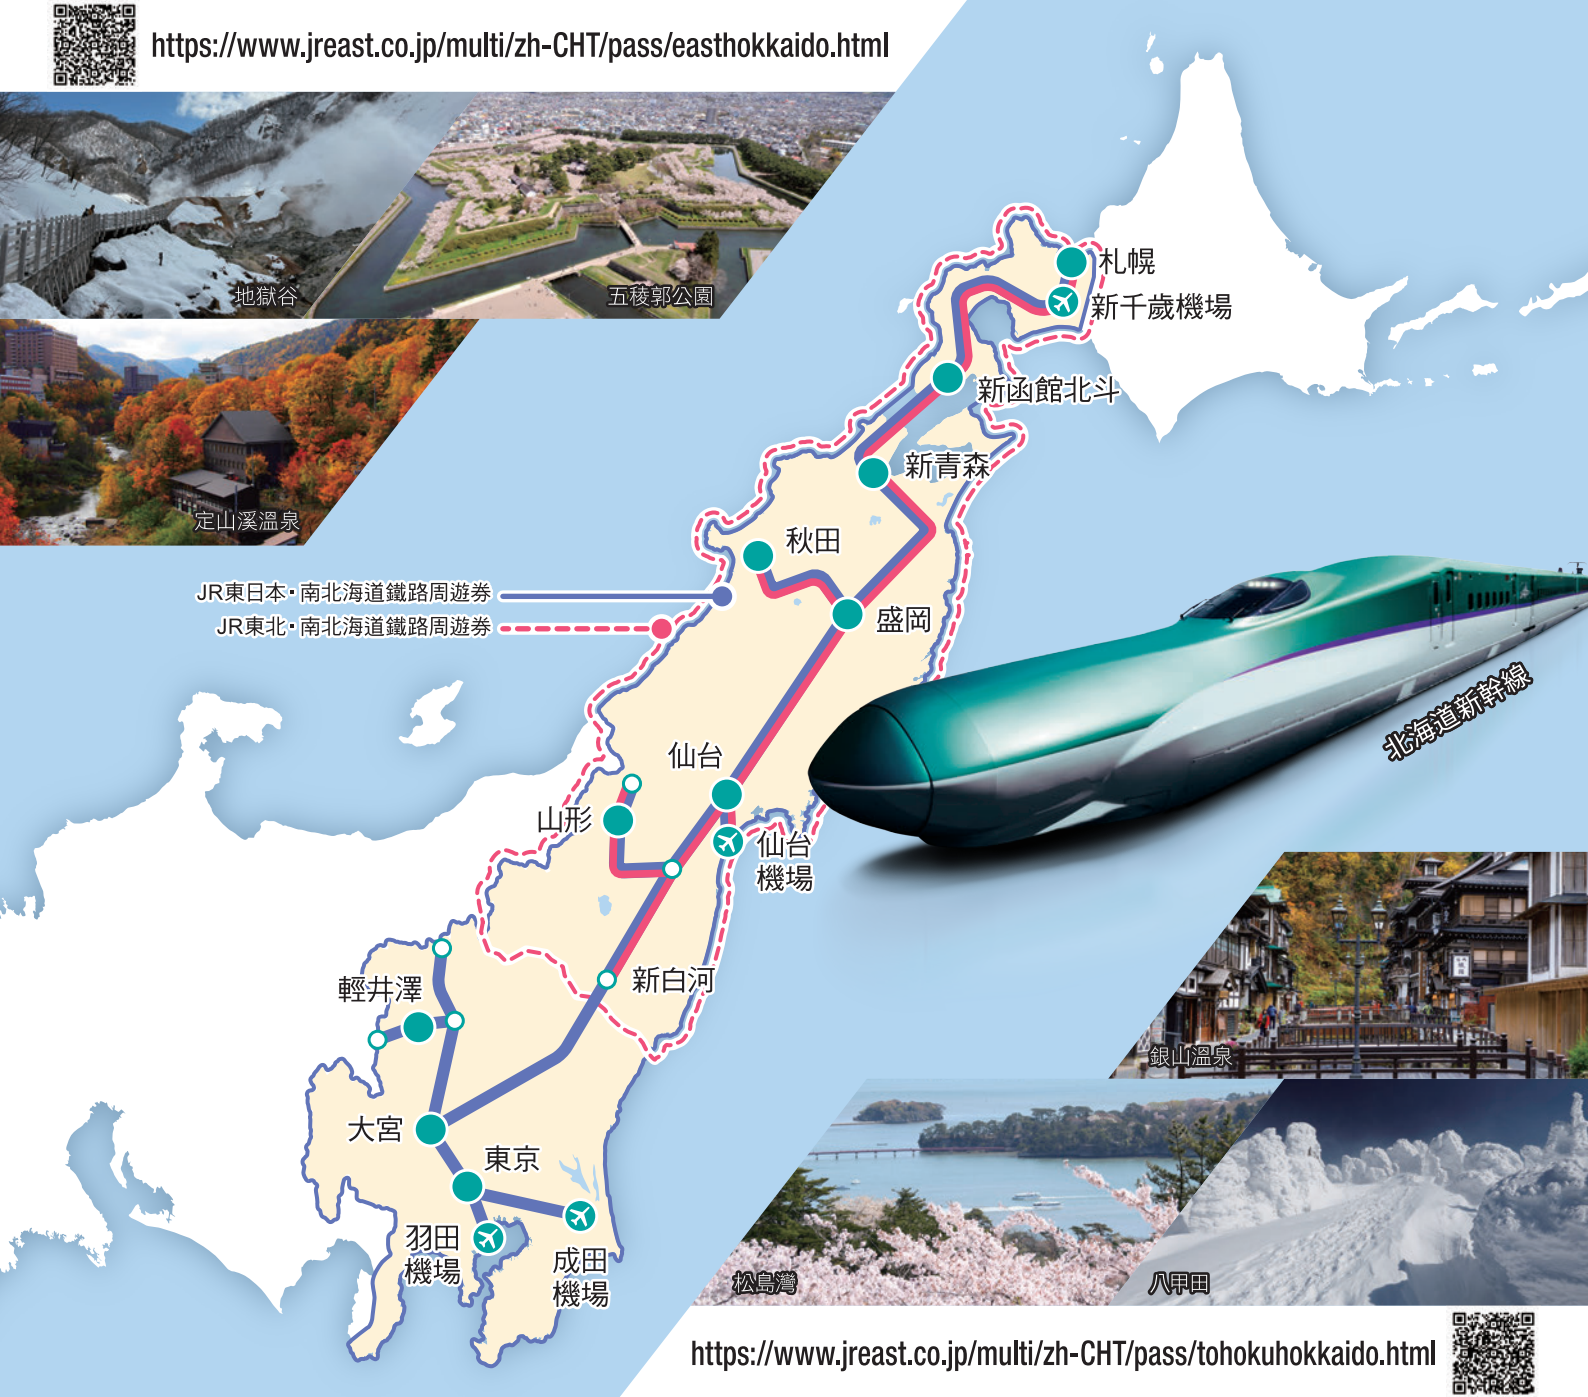 https://www.jreast.co.jp/multi/zh-CHT/pass/easthokkaido.html
地獄谷
五稜郭公園
定山溪溫泉
札幌
新千歲機場
新函館北斗
新青森
秋田
盛岡
JR東日本・南北海道鐵路周遊券
JR東北・南北海道鐵路周遊券
北海道新幹線
仙台
山形
仙台
機場
新白河
輕井澤
大宮
東京
羽田
機場
成田
機場
銀山溫泉
松島灣
八甲田
https://www.jreast.co.jp/multi/zh-CHT/pass/tohokuhokkaido.html